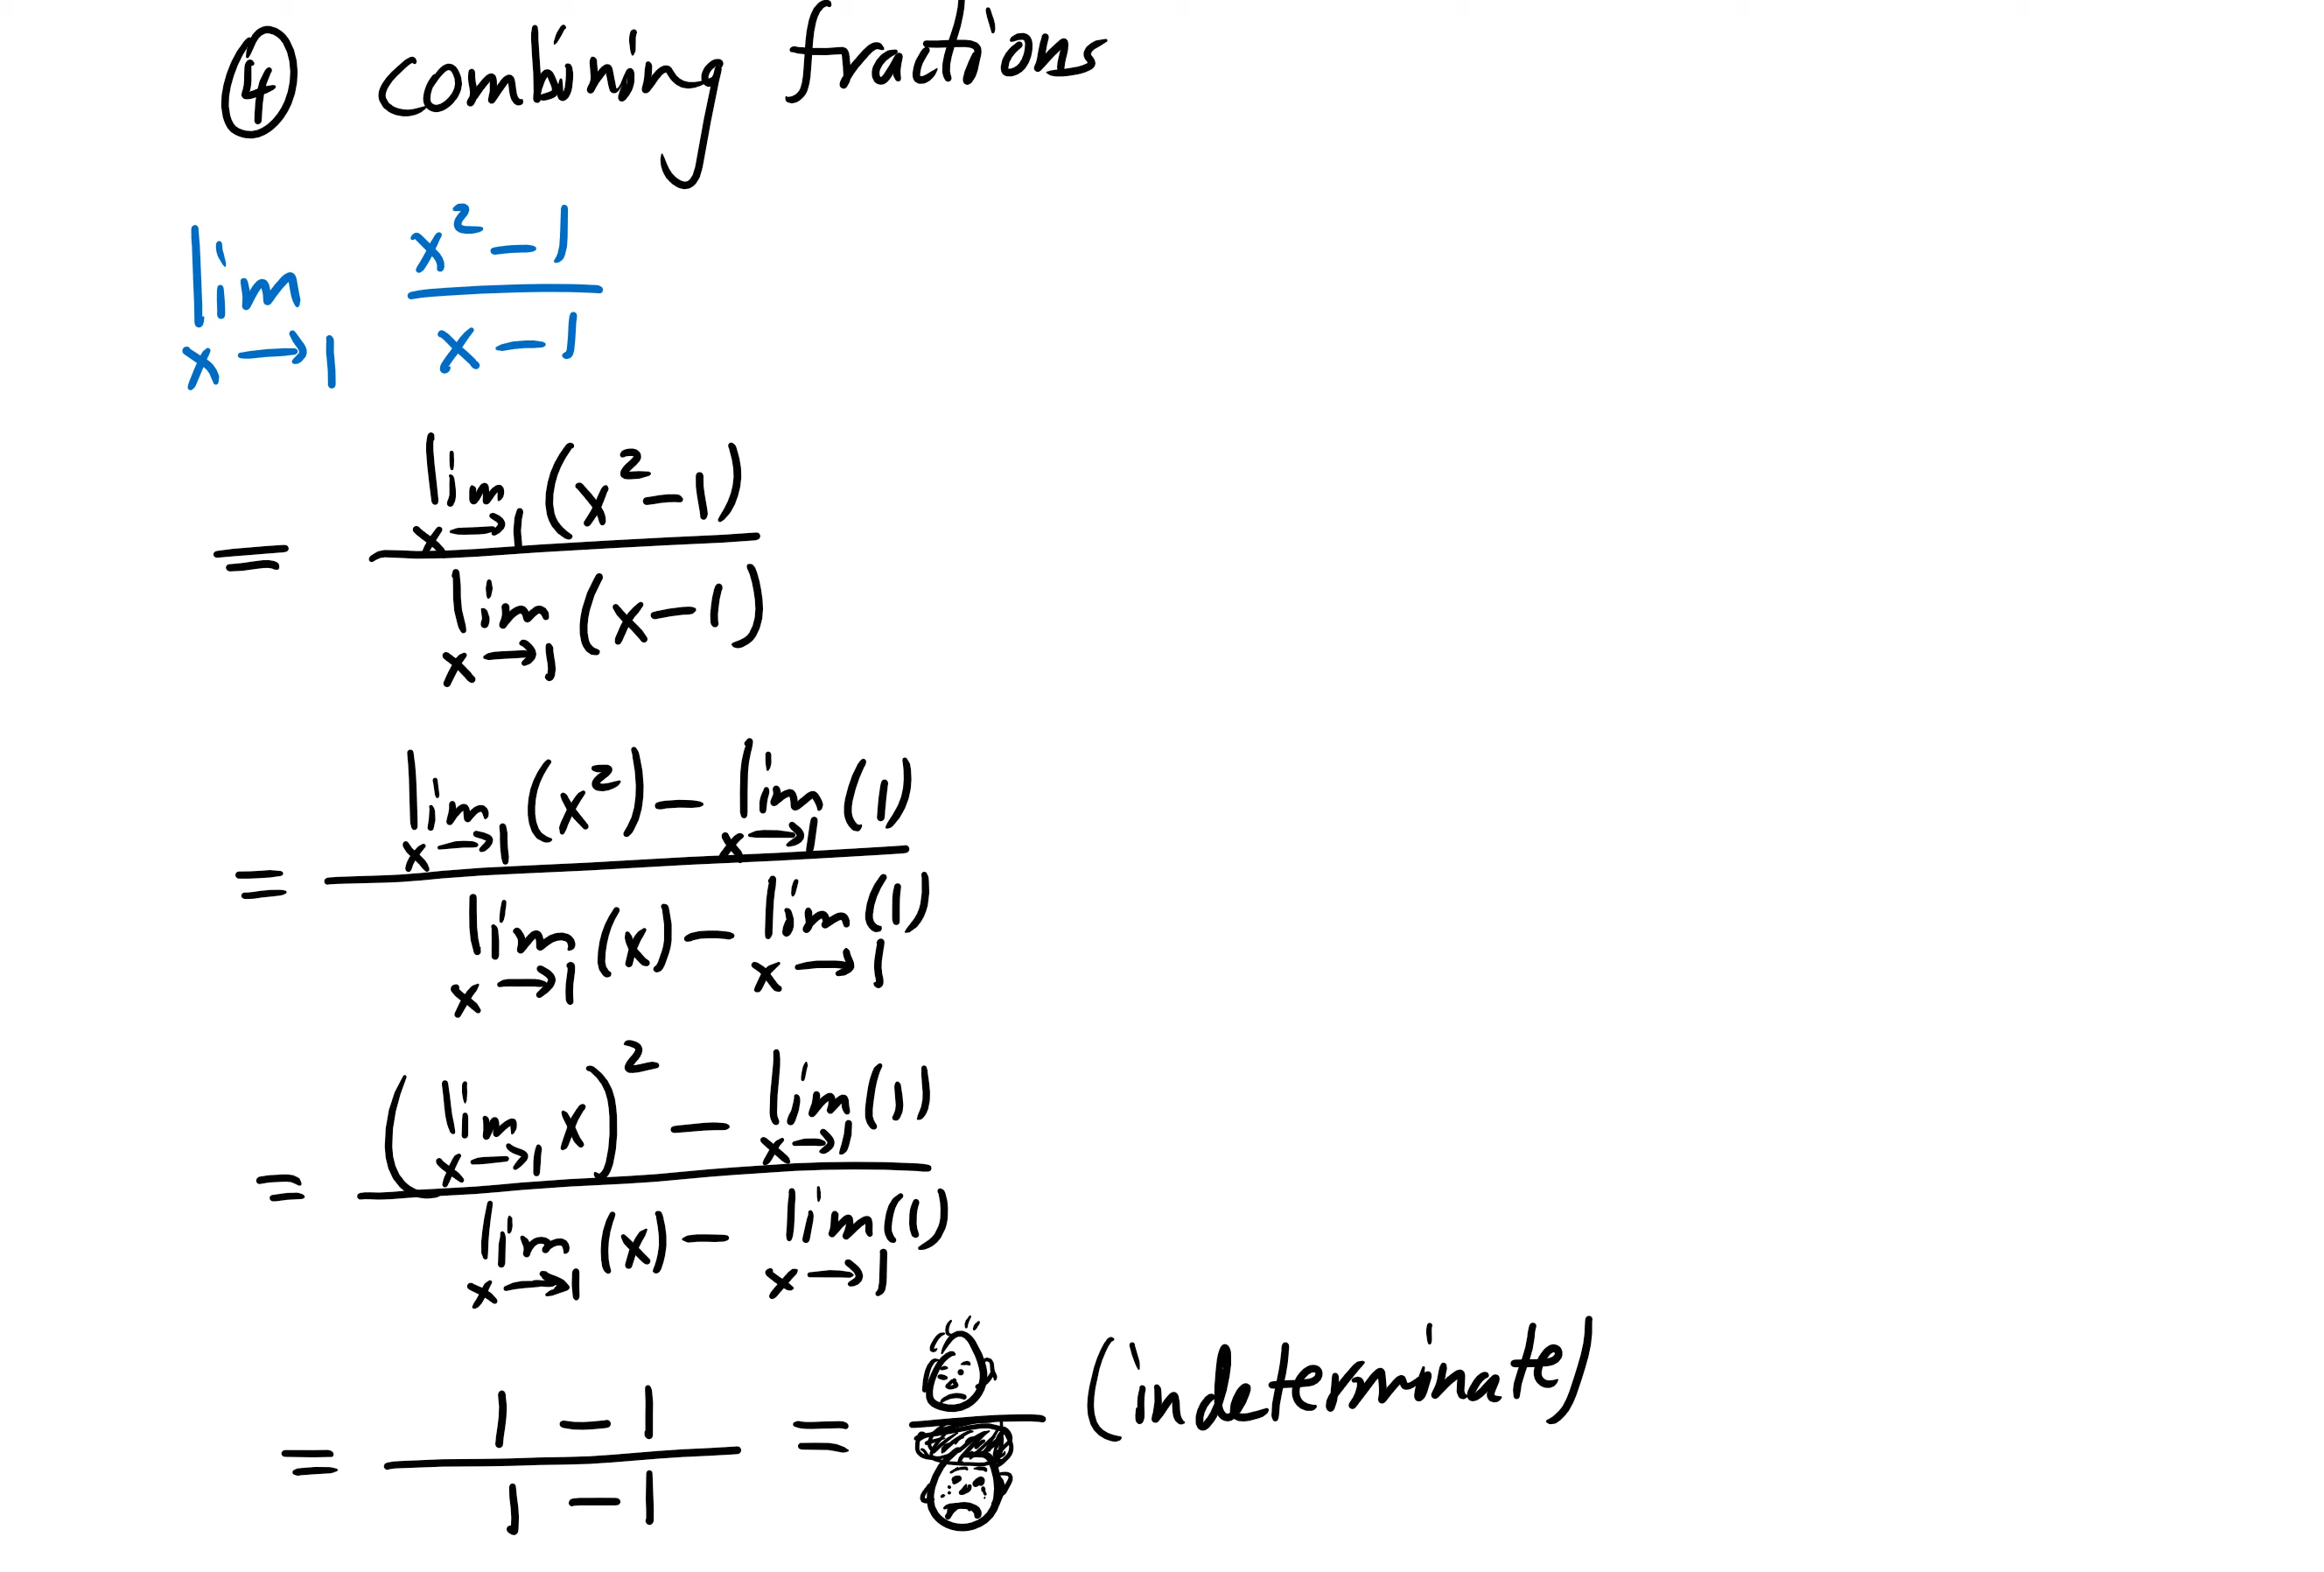 ④ combining fractions
lim x→1 (x² − 1)/(x − 1)
= lim x→1 (x² − 1) / lim x→1 (x − 1)
= (lim x→1 (x²) − lim x→1 (1)) / (lim x→1 (x) − lim x→1 (1))
= ((lim x→1 x)² − lim x→1 (1)) / (lim x→1 (x) − lim x→1 (1))
= (1 − 1)/(1 − 1) = 0/0 (indeterminate)